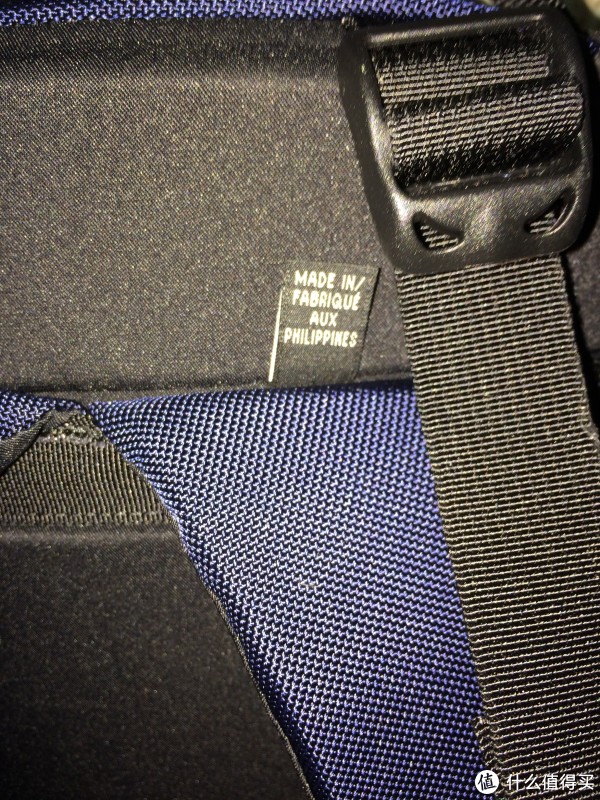 MADE IN/
FABRIQUÉ
AUX
PHILIPPINES
值 什么值得买